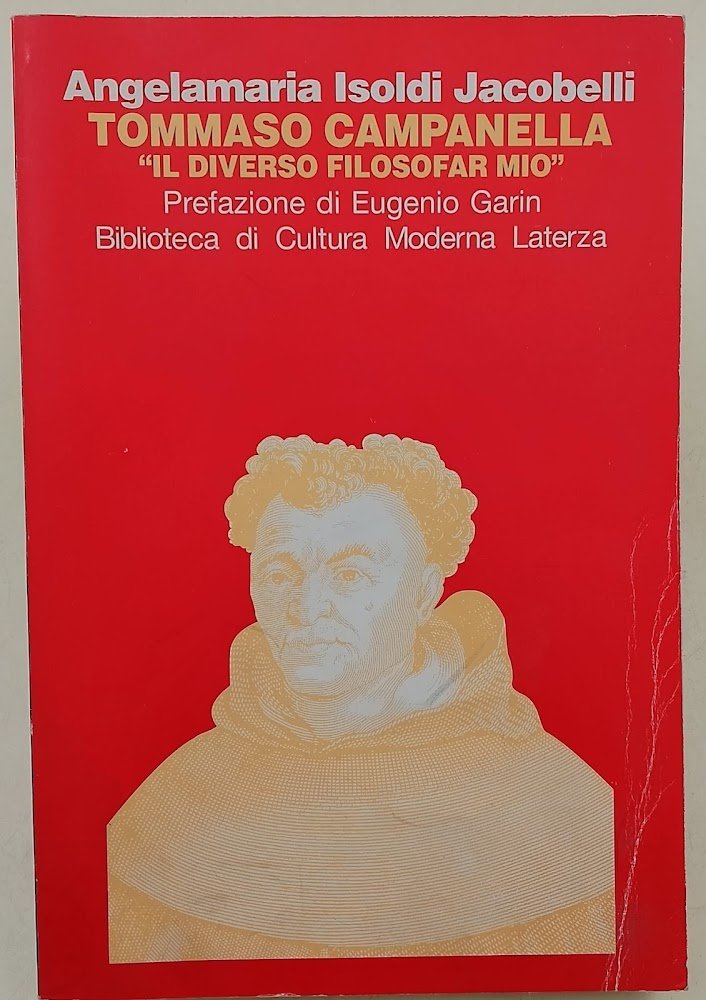 Angelamaria Isoldi Jacobelli
TOMMASO CAMPANELLA
“IL DIVERSO FILOSOFAR MIO”
Prefazione di Eugenio Garin
Biblioteca di Cultura Moderna Laterza